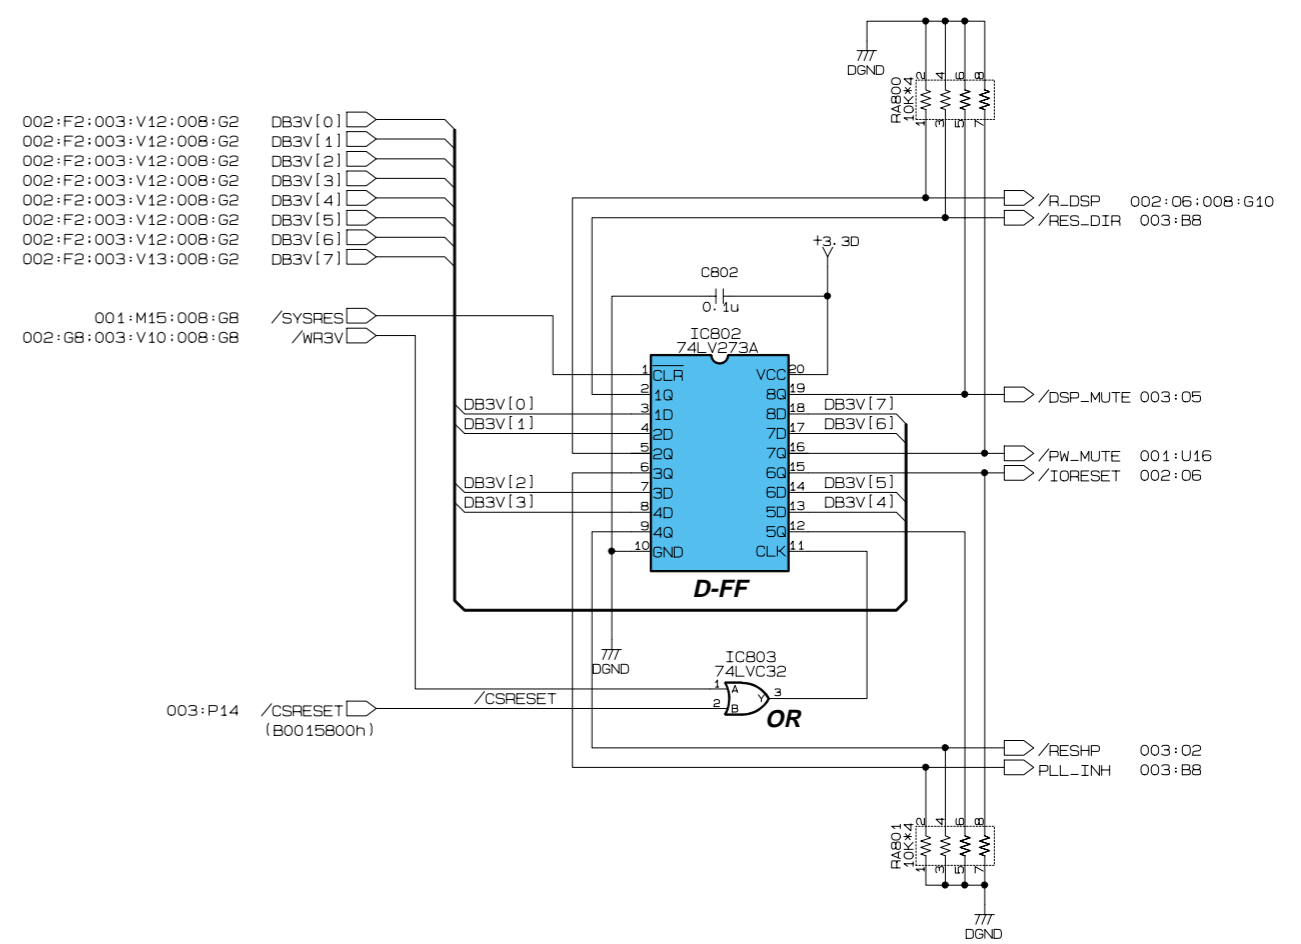 DGND
RA800
10K*4
2 4 6 8
1 3 5 7
002:F2;003:V12;008:G2 DB3V[0]
002:F2;003:V12;008:G2 DB3V[1]
002:F2;003:V12;008:G2 DB3V[2]
002:F2;003:V12;008:G2 DB3V[3]
002:F2;003:V12;008:G2 DB3V[4]
002:F2;003:V12;008:G2 DB3V[5]
002:F2;003:V12;008:G2 DB3V[6]
002:F2;003:V13;008:G2 DB3V[7]
/R_DSP 002:O6;008:G10
/RES_DIR 003:B8
+3.3D
C802
0.1u
001:M15;008:G8 /SYSRES
002:G8;003:V10;008:G8 /WR3V
IC802
74LV273A
1 CLR VCC 20
2 1Q 8Q 19
/DSP_MUTE 003:O5
DB3V[0] 3 1D 8D 18 DB3V[7]
DB3V[1] 4 2D 7D 17 DB3V[6]
5 2Q 7Q 16
/PW_MUTE 001:U16
6 3Q 6Q 15
/IORESET 002:O6
DB3V[2] 7 3D 6D 14 DB3V[5]
DB3V[3] 8 4D 5D 13 DB3V[4]
9 4Q 5Q 12
10 GND CLK 11
D-FF
DGND
IC803
74LVC32
1 A
Y 3
2 B
OR
003:P14 /CSRESET
/CSRESET
(B0015800h)
/RESHP 003:O2
PLL_INH 003:B8
RA801
10K*4
2 4 6 8
1 3 5 7
DGND